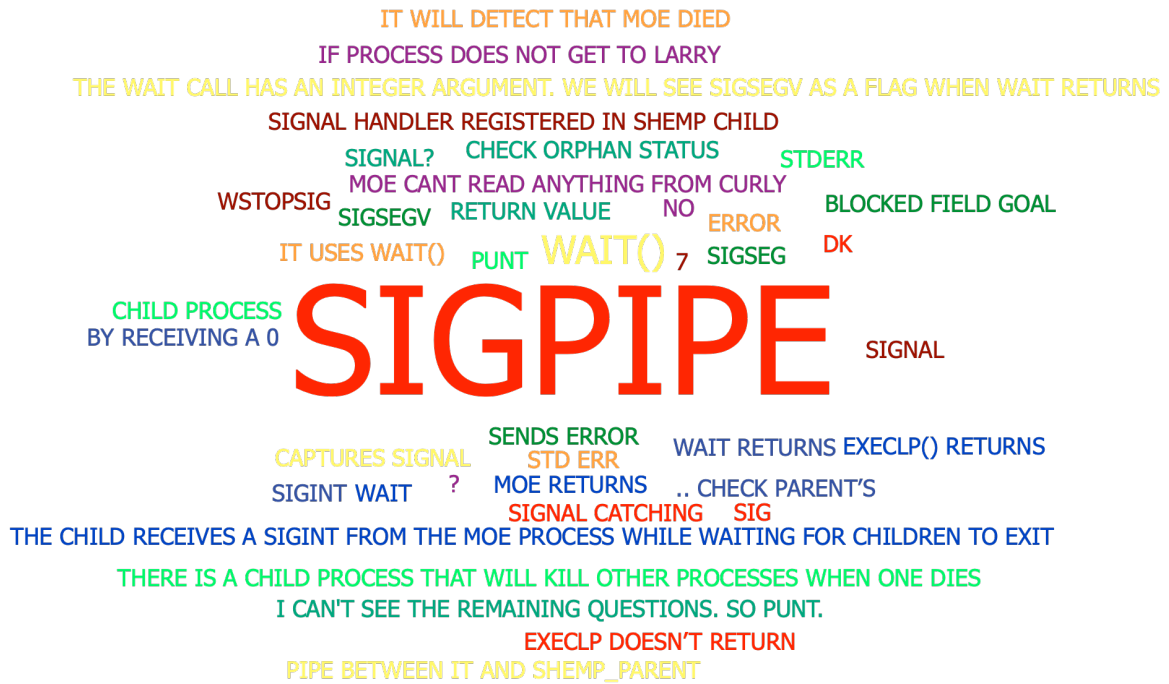 IT WILL DETECT THAT MOE DIED
IF PROCESS DOES NOT GET TO LARRY
THE WAIT CALL HAS AN INTEGER ARGUMENT. WE WILL SEE SIGSEGV AS A FLAG WHEN WAIT RETURNS
SIGNAL HANDLER REGISTERED IN SHEMP CHILD
SIGNAL?
CHECK ORPHAN STATUS
STDERR
MOE CANT READ ANYTHING FROM CURLY
WSTOPSIG
SIGSEGV
RETURN VALUE
NO
ERROR
BLOCKED FIELD GOAL
IT USES WAIT()
PUNT
WAIT()
7
SIGSEG
DK
CHILD PROCESS
BY RECEIVING A 0
SIGPIPE
SIGNAL
SENDS ERROR
WAIT RETURNS
EXECLP() RETURNS
CAPTURES SIGNAL
STD ERR
SIGINT WAIT
?
MOE RETURNS
.. CHECK PARENT’S
SIGNAL CATCHING
SIG
THE CHILD RECEIVES A SIGINT FROM THE MOE PROCESS WHILE WAITING FOR CHILDREN TO EXIT
THERE IS A CHILD PROCESS THAT WILL KILL OTHER PROCESSES WHEN ONE DIES
I CAN'T SEE THE REMAINING QUESTIONS. SO PUNT.
EXECLP DOESN’T RETURN
PIPE BETWEEN IT AND SHEMP_PARENT